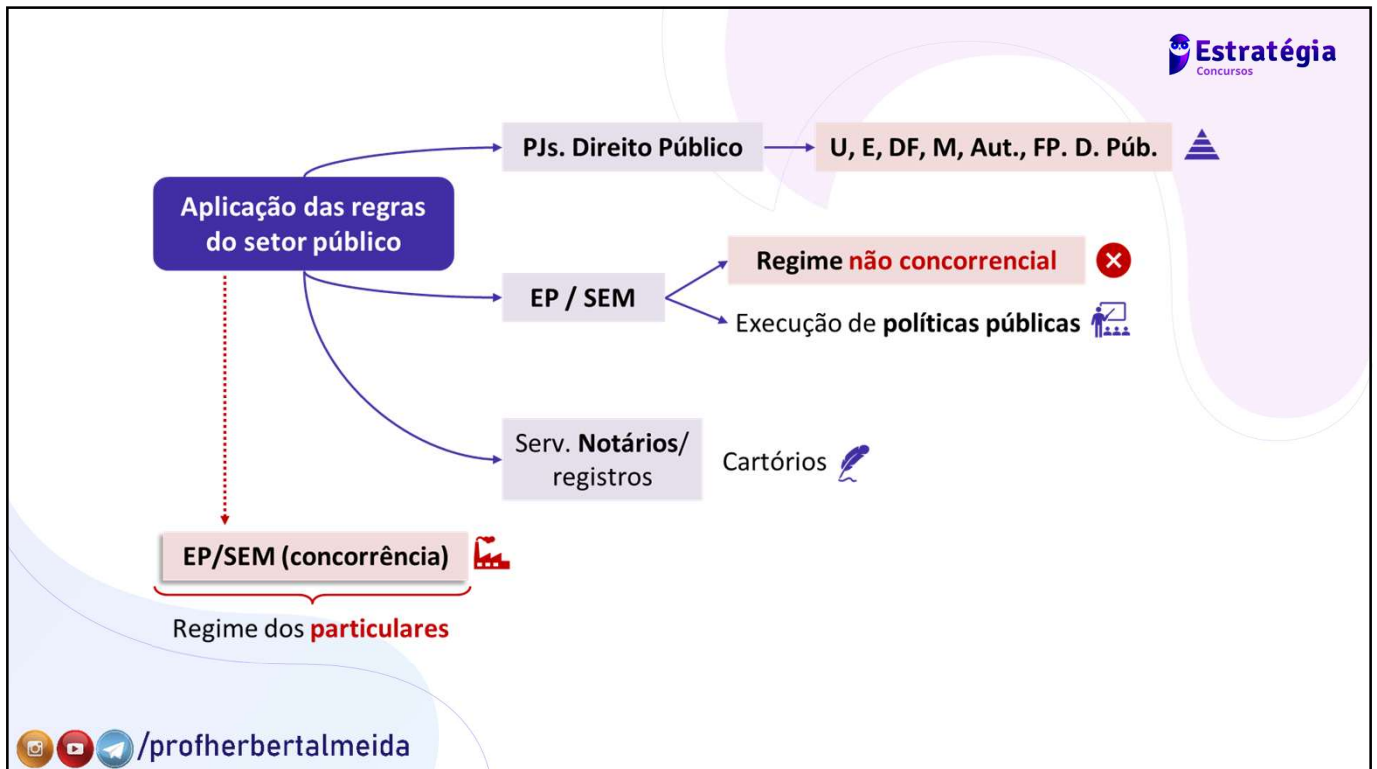 Estratégia
Concursos
PJs. Direito Público
U, E, DF, M, Aut., FP. D. Púb.
Aplicação das regras
do setor público
Regime não concorrencial
EP / SEM
Execução de políticas públicas
Serv. Notários/
registros
Cartórios
EP/SEM (concorrência)
Regime dos particulares
/profherbertalmeida